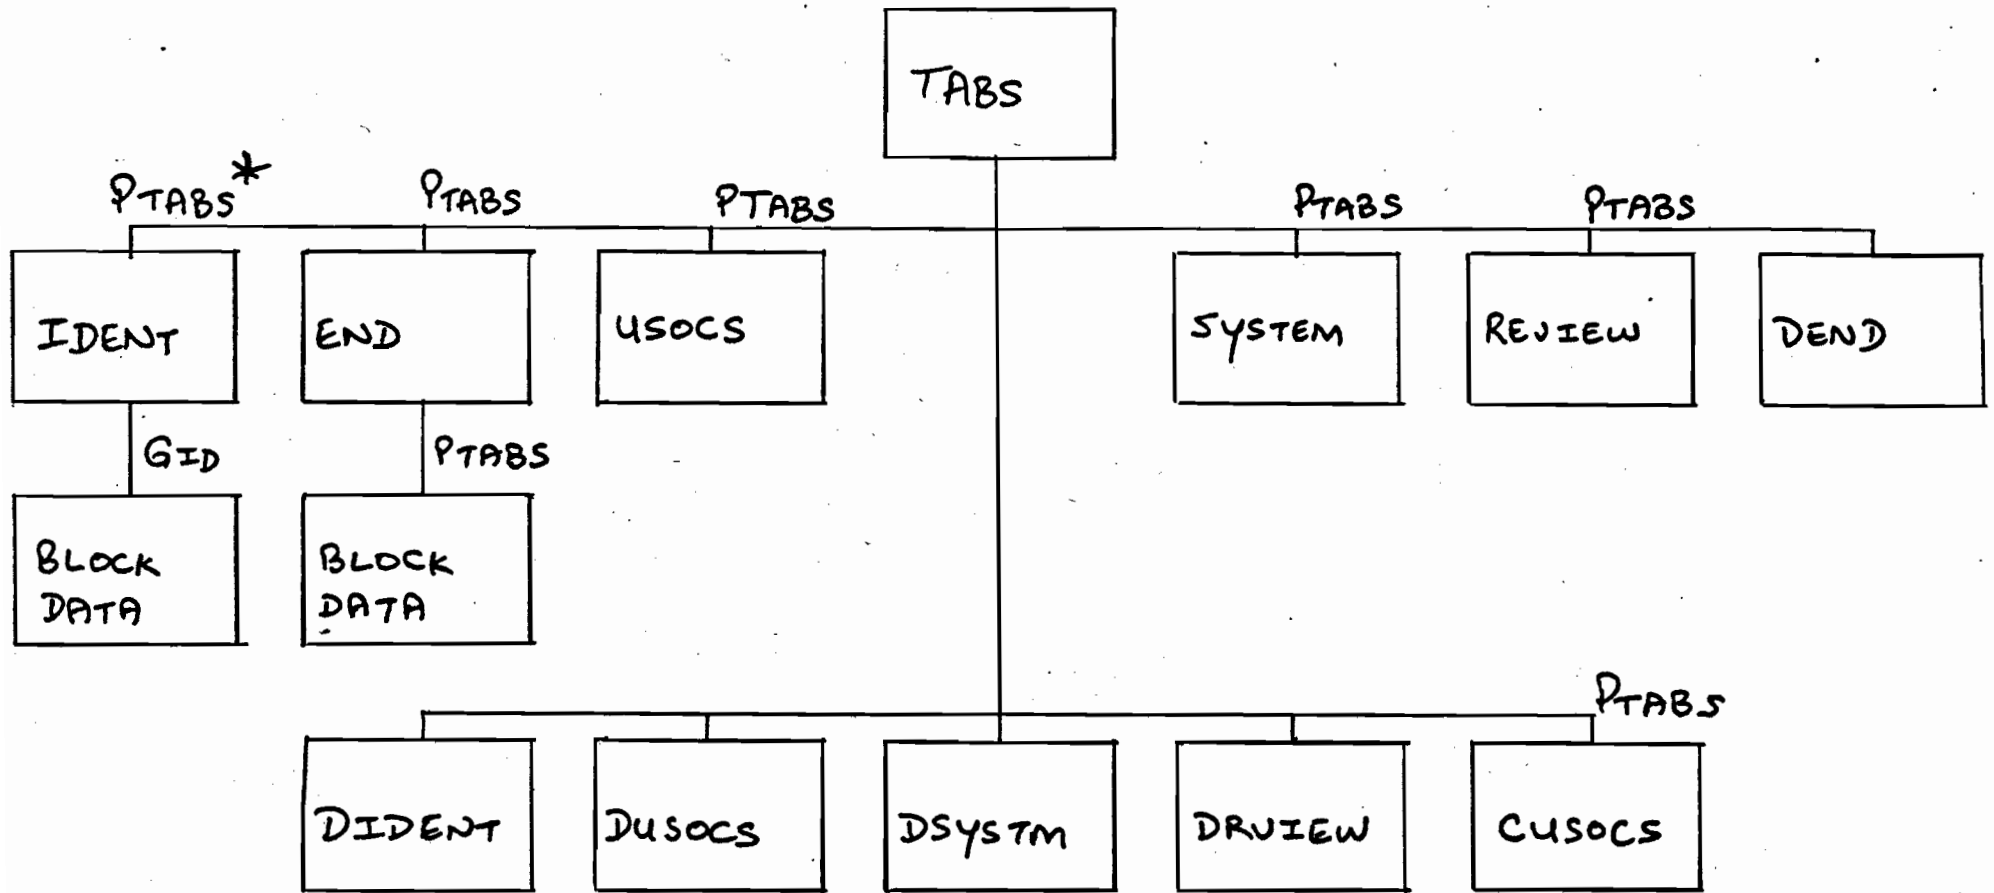 TABS
PTABS* PTABS PTABS PTABS PTABS
IDENT END USOCS SYSTEM REVIEW DEND
GID PTABS
BLOCK DATA
BLOCK DATA
PTABS
DIDENT DUSOCS DSYSTM DRVIEW CUSOCS